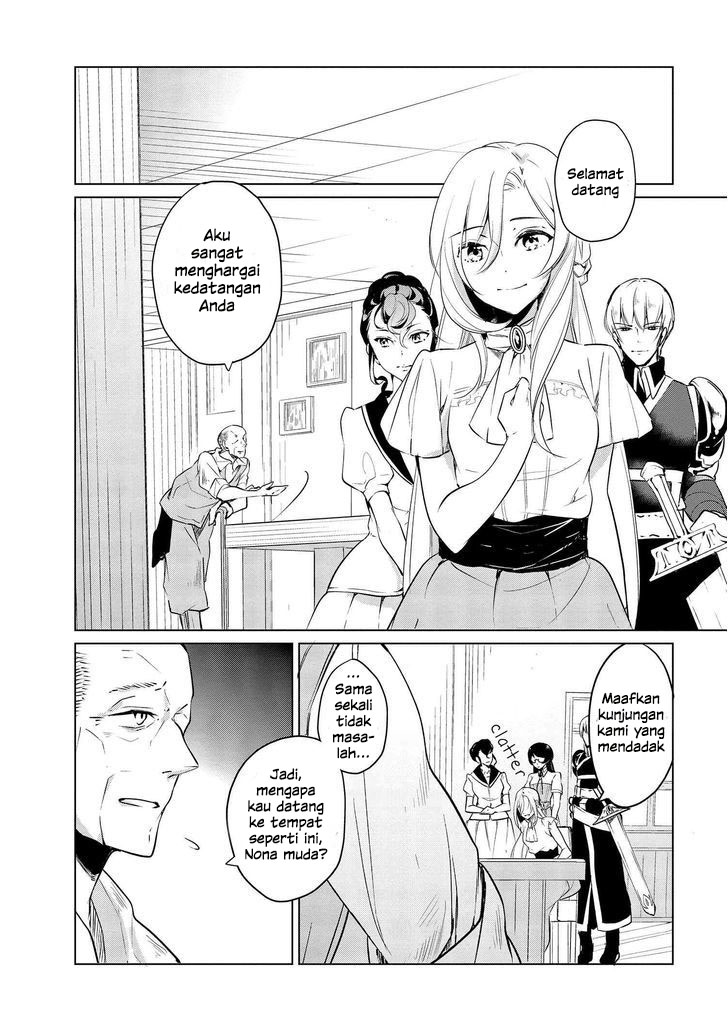 Selamat
datang
Aku
sangat
menghargai
kedatangan
Anda
Maafkan
kunjungan
kami yang
mendadak
clatter
...
Sama
sekali
tidak
masa-
lah...
Jadi,
mengapa
kau datang
ke tempat
seperti ini,
Nona muda?